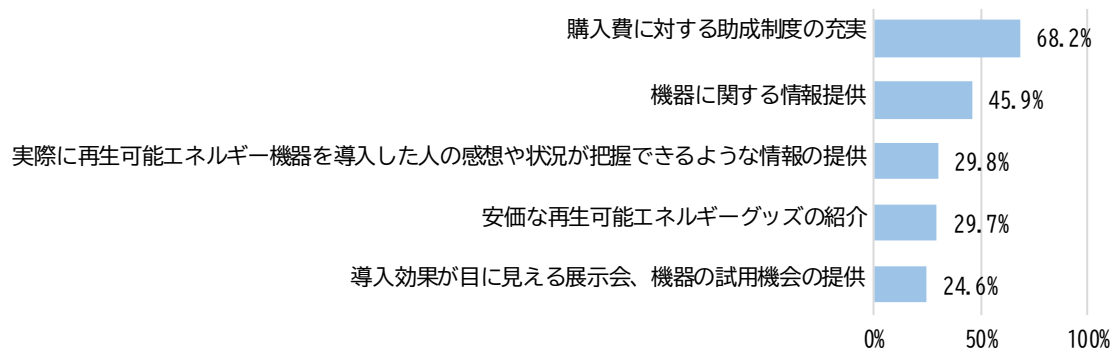 購入費に対する助成制度の充実 68.2%
機器に関する情報提供 45.9%
実際に再生可能エネルギー機器を導入した人の感想や状況が把握できるような情報の提供 29.8%
安価な再生可能エネルギーグッズの紹介 29.7%
導入効果が目に見える展示会、機器の試用機会の提供 24.6%
0% 50% 100%